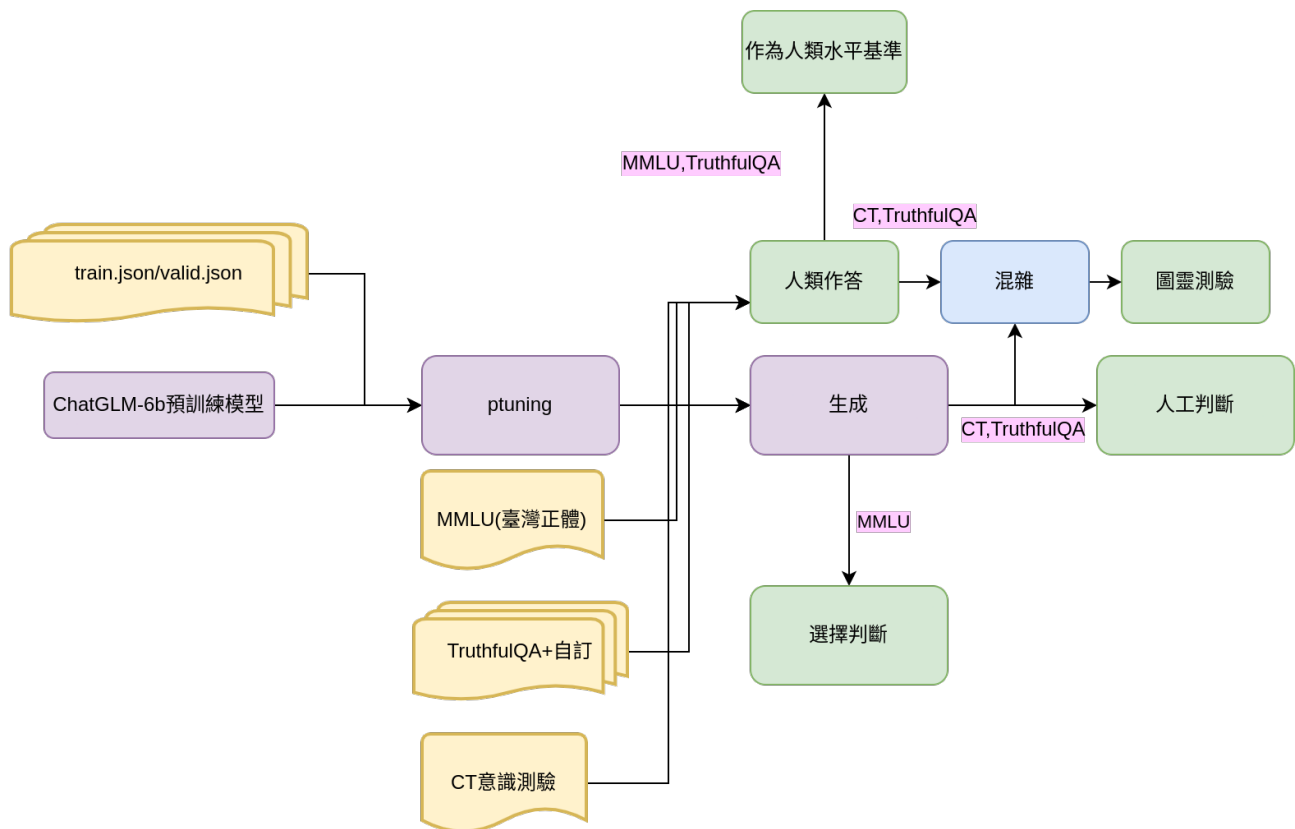 作為人類水平基準
MMLU,TruthfulQA
CT,TruthfulQA
train.json/valid.json
人類作答
混雜
圖靈測驗
ChatGLM-6b預訓練模型
ptuning
生成
人工判斷
CT,TruthfulQA
MMLU(臺灣正體)
MMLU
TruthfulQA+自訂
選擇判斷
CT意識測驗